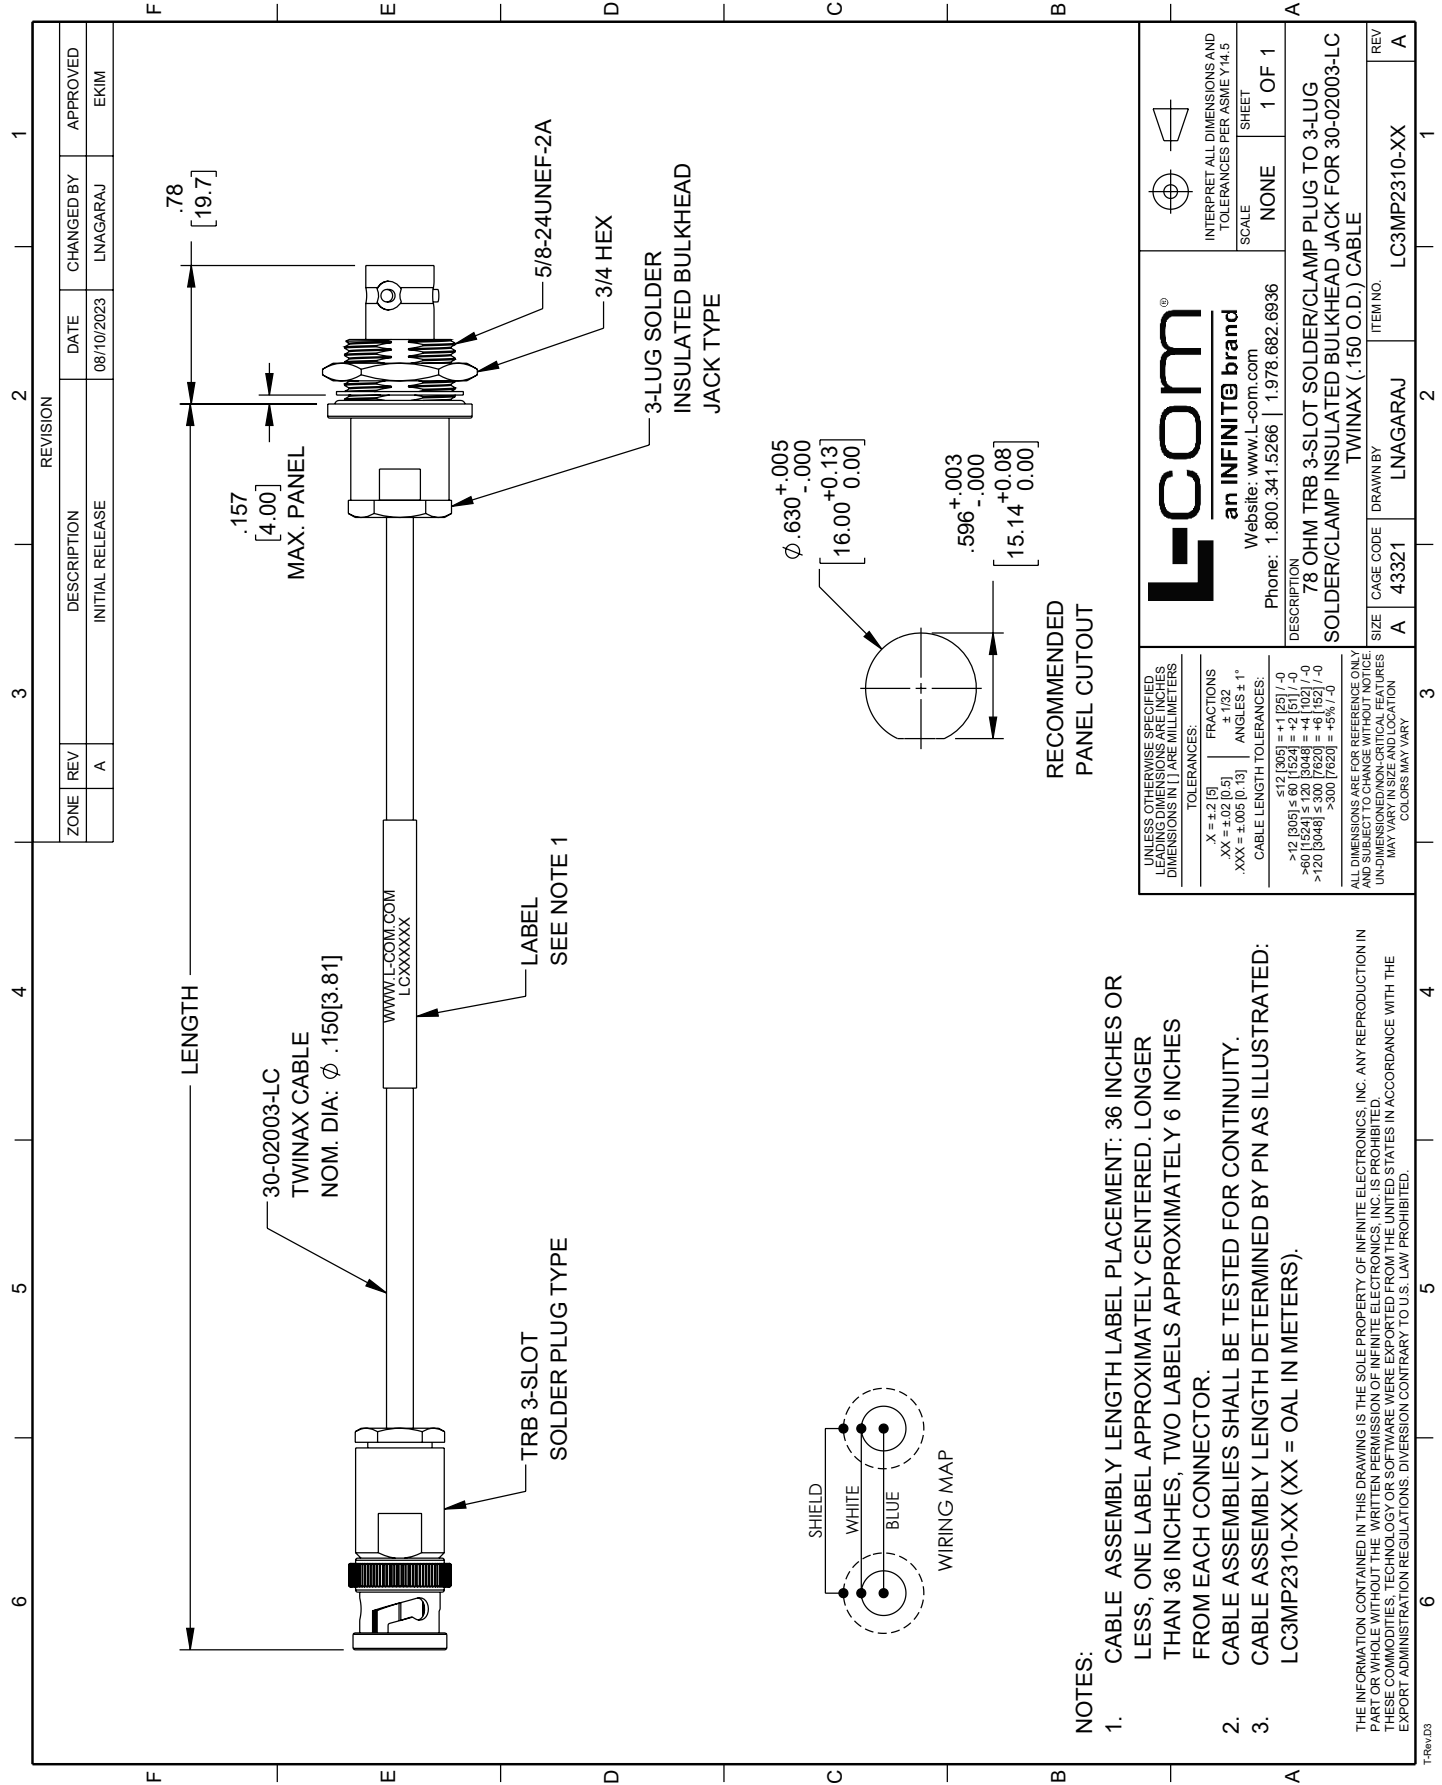 REVISION
ZONE REV DESCRIPTION DATE CHANGED BY APPROVED
A INITIAL RELEASE 08/10/2023 LNAGARAJ EKIM
6 5 4 3 2 1
F
E
D
C
B
A
LENGTH
.78
[19.7]
.157
[4.00]
MAX. PANEL
30-02003-LC
TWINAX CABLE
NOM. DIA: Ø .150[3.81]
WWW.L-COM.COM
LCXXXXXX
5/8-24UNEF-2A
3/4 HEX
3-LUG SOLDER
INSULATED BULKHEAD
JACK TYPE
LABEL
SEE NOTE 1
TRB 3-SLOT
SOLDER PLUG TYPE
SHIELD
WHITE
BLUE
WIRING MAP
Ø.630 +.005 -.000
[16.00 +0.13 0.00]
.596 +.003 -.000
[15.14 +0.08 0.00]
RECOMMENDED
PANEL CUTOUT
NOTES:
1. CABLE ASSEMBLY LENGTH LABEL PLACEMENT: 36 INCHES OR
LESS, ONE LABEL APPROXIMATELY CENTERED. LONGER
THAN 36 INCHES, TWO LABELS APPROXIMATELY 6 INCHES
FROM EACH CONNECTOR.
2. CABLE ASSEMBLIES SHALL BE TESTED FOR CONTINUITY.
3. CABLE ASSEMBLY LENGTH DETERMINED BY PN AS ILLUSTRATED:
LC3MP2310-XX (XX = OAL IN METERS).
THE INFORMATION CONTAINED IN THIS DRAWING IS THE SOLE PROPERTY OF INFINITE ELECTRONICS, INC. ANY REPRODUCTION IN
PART OR WHOLE WITHOUT THE WRITTEN PERMISSION OF INFINITE ELECTRONICS, INC. IS PROHIBITED.
THESE COMMODITIES, TECHNOLOGY OR SOFTWARE WERE EXPORTED FROM THE UNITED STATES IN ACCORDANCE WITH THE
EXPORT ADMINISTRATION REGULATIONS. DIVERSION CONTRARY TO U.S. LAW PROHIBITED.
UNLESS OTHERWISE SPECIFIED
LEADING DIMENSIONS ARE INCHES
DIMENSIONS IN [ ] ARE MILLIMETERS
TOLERANCES:
.X = ±.2 [5] FRACTIONS
.XX = ±.02 [0.5] ± 1/32
.XXX = ±.005 [0.13] ANGLES ± 1°
CABLE LENGTH TOLERANCES:
≤12 [305] = +1 [25] / -0
>12 [305] ≤ 60 [1524] = +2 [51] / -0
>60 [1524] ≤ 120 [3048] = +4 [102] / -0
>120 [3048] ≤ 300 [7620] = +6 [152] / -0
>300 [7620] = +5% / -0
ALL DIMENSIONS ARE FOR REFERENCE ONLY
AND SUBJECT TO CHANGE WITHOUT NOTICE.
UN-DIMENSIONED/NON-CRITICAL FEATURES
MAY VARY IN SIZE AND LOCATION
COLORS MAY VARY
L-com®
an INFINITE brand
Website: www.L-com.com
Phone: 1.800.341.5266 | 1.978.682.6936
INTERPRET ALL DIMENSIONS AND
TOLERANCES PER ASME Y14.5
SCALE NONE SHEET 1 OF 1
DESCRIPTION
78 OHM TRB 3-SLOT SOLDER/CLAMP PLUG TO 3-LUG
SOLDER/CLAMP INSULATED BULKHEAD JACK FOR 30-02003-LC
TWINAX (.150 O.D.) CABLE
SIZE CAGE CODE DRAWN BY ITEM NO. REV
A 43321 LNAGARAJ LC3MP2310-XX A
6 5 4 3 2 1
F
E
D
C
B
A
T-Rev.D3